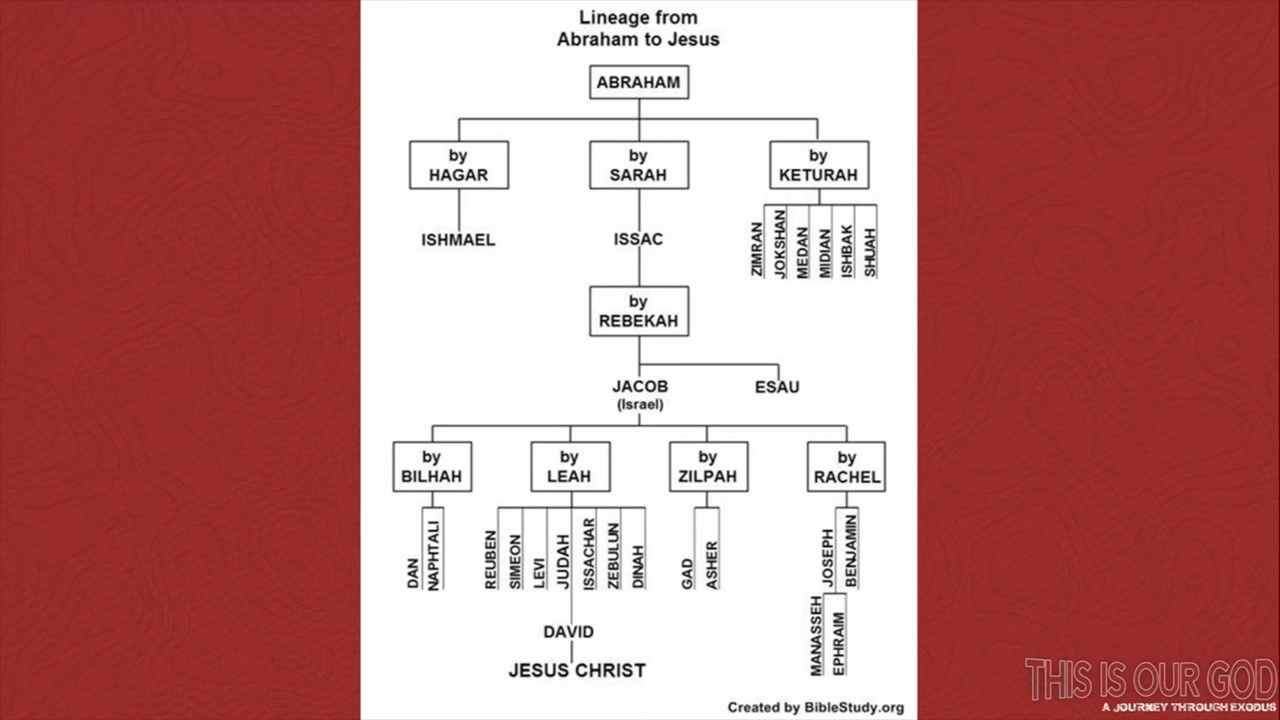 Lineage from
Abraham to Jesus
ABRAHAM
by
HAGAR
by
SARAH
by
KETURAH
ISHMAEL
ISSAC
ZIMRAN
JOKSHAN
MEDAN
MIDIAN
ISHBAK
SHUAH
by
REBEKAH
JACOB
(Israel)
ESAU
by
BILHAH
by
LEAH
by
ZILPAH
by
RACHEL
DAN
NAPHTALI
REUBEN
SIMEON
LEVI
JUDAH
ISSACHAR
ZEBULUN
DINAH
GAD
ASHER
JOSEPH
BENJAMIN
MANASSEH
EPHRAIM
DAVID
JESUS CHRIST
Created by BibleStudy.org
THIS IS OUR GOD
A JOURNEY THROUGH EXODUS